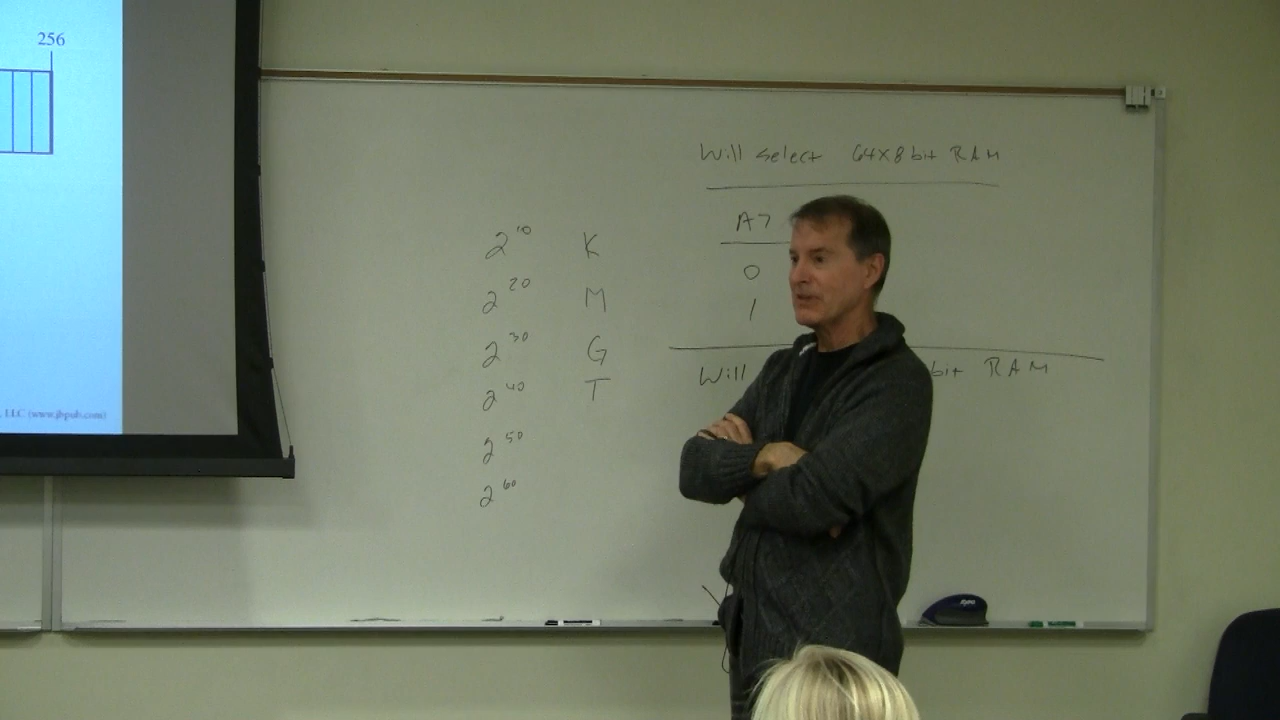 256
, LLC (www.jbpub.com)
2^10 K
2^20 M
2^30 G
2^40 T
2^50
2^60
Will select 64X8 bit RAM
A7
0
1
Will bit RAM
EXPO